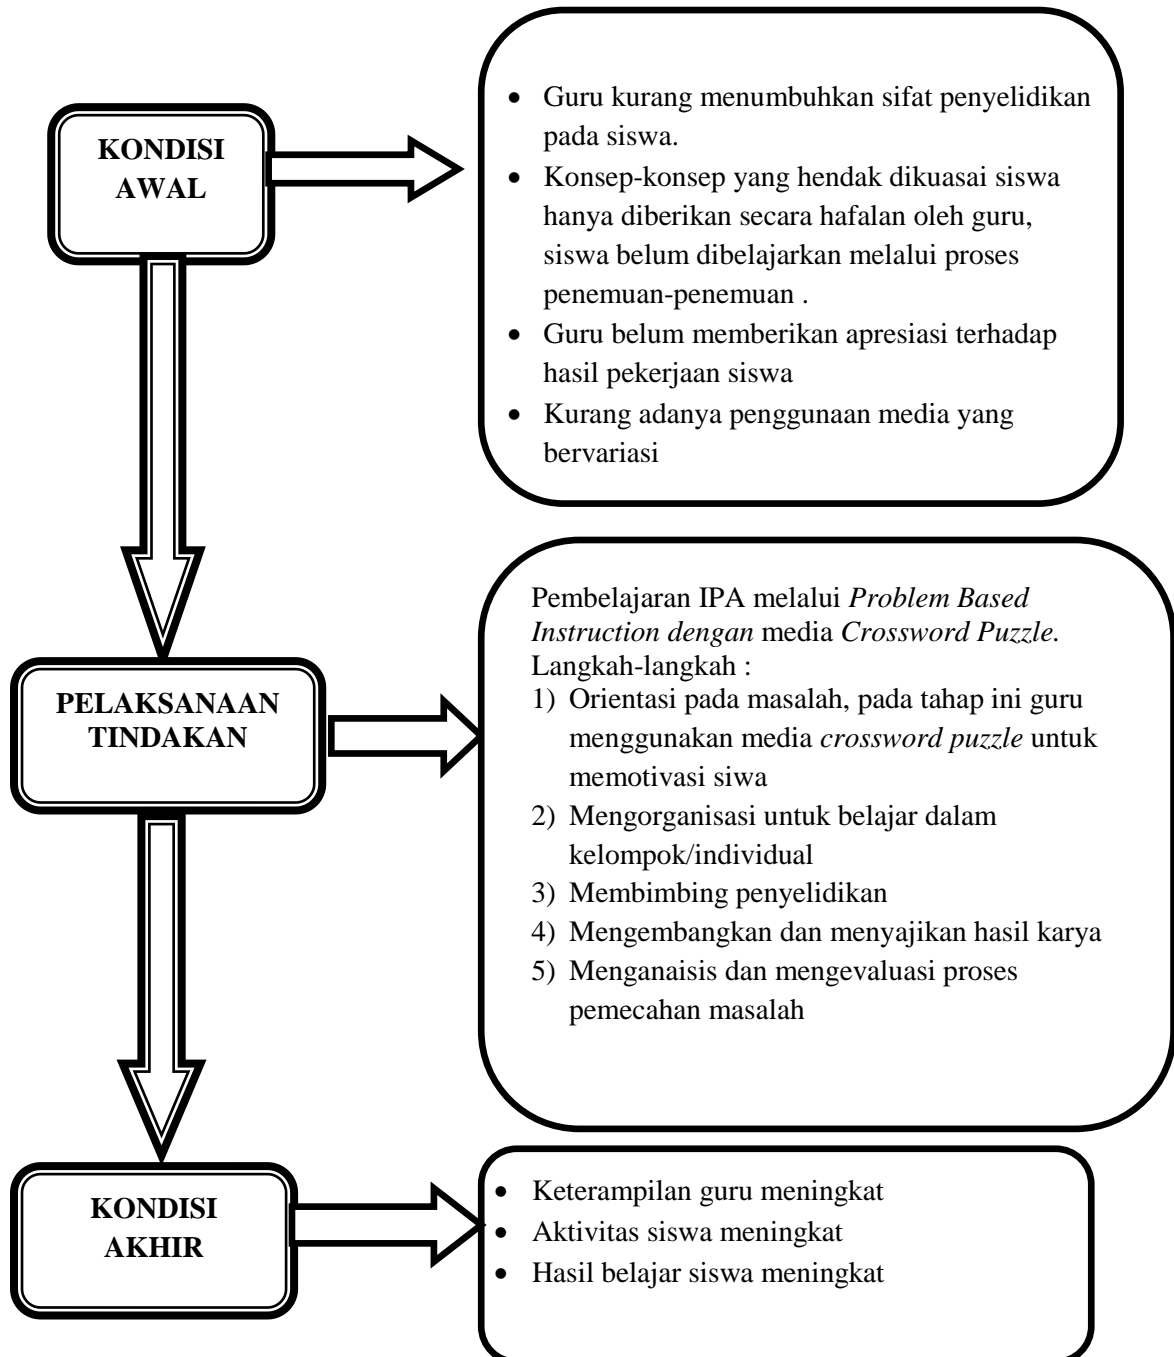 KONDISI
AWAL
• Guru kurang menumbuhkan sifat penyelidikan
pada siswa.
• Konsep-konsep yang hendak dikuasai siswa
hanya diberikan secara hafalan oleh guru,
siswa belum dibelajarkan melalui proses
penemuan-penemuan .
• Guru belum memberikan apresiasi terhadap
hasil pekerjaan siswa
• Kurang adanya penggunaan media yang
bervariasi
PELAKSANAAN
TINDAKAN
Pembelajaran IPA melalui Problem Based
Instruction dengan media Crossword Puzzle.
Langkah-langkah :
1) Orientasi pada masalah, pada tahap ini guru
menggunakan media crossword puzzle untuk
memotivasi siwa
2) Mengorganisasi untuk belajar dalam
kelompok/individual
3) Membimbing penyelidikan
4) Mengembangkan dan menyajikan hasil karya
5) Menganaisis dan mengevaluasi proses
pemecahan masalah
KONDISI
AKHIR
• Keterampilan guru meningkat
• Aktivitas siswa meningkat
• Hasil belajar siswa meningkat